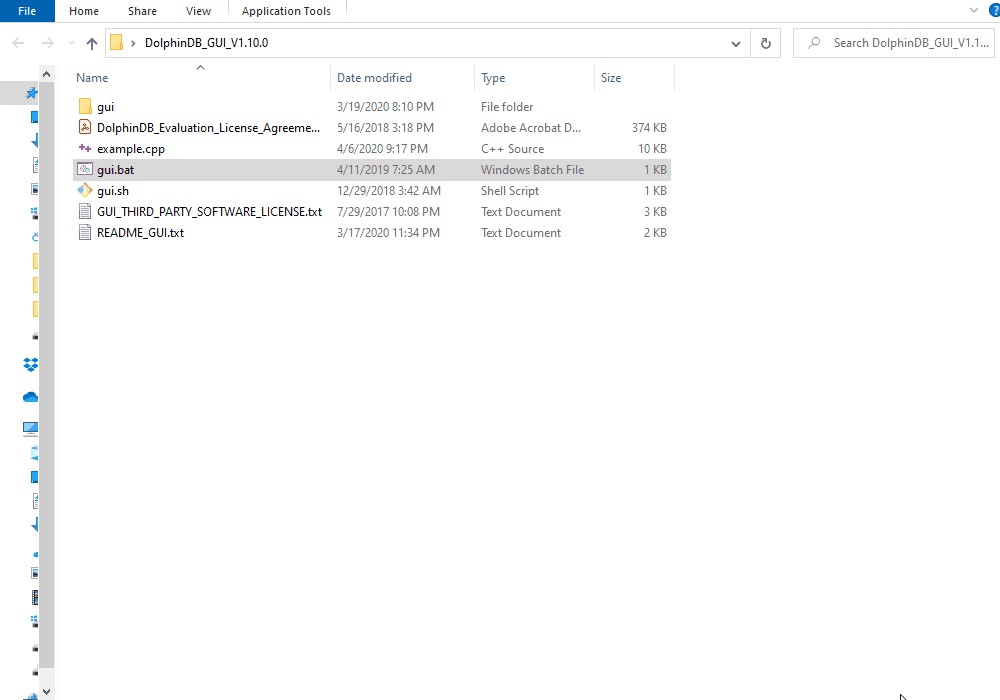 File Home Share View Application Tools ?
DolphinDB_GUI_V1.10.0 Search DolphinDB_GUI_V1.1...
Name Date modified Type Size
gui 3/19/2020 8:10 PM File folder
DolphinDB_Evaluation_License_Agreeme... 5/16/2018 3:18 PM Adobe Acrobat D... 374 KB
example.cpp 4/6/2020 9:17 PM C++ Source 10 KB
gui.bat 4/11/2019 7:25 AM Windows Batch File 1 KB
gui.sh 12/29/2018 3:42 AM Shell Script 1 KB
GUI_THIRD_PARTY_SOFTWARE_LICENSE.txt 7/29/2017 10:08 PM Text Document 3 KB
README_GUI.txt 3/17/2020 11:34 PM Text Document 2 KB